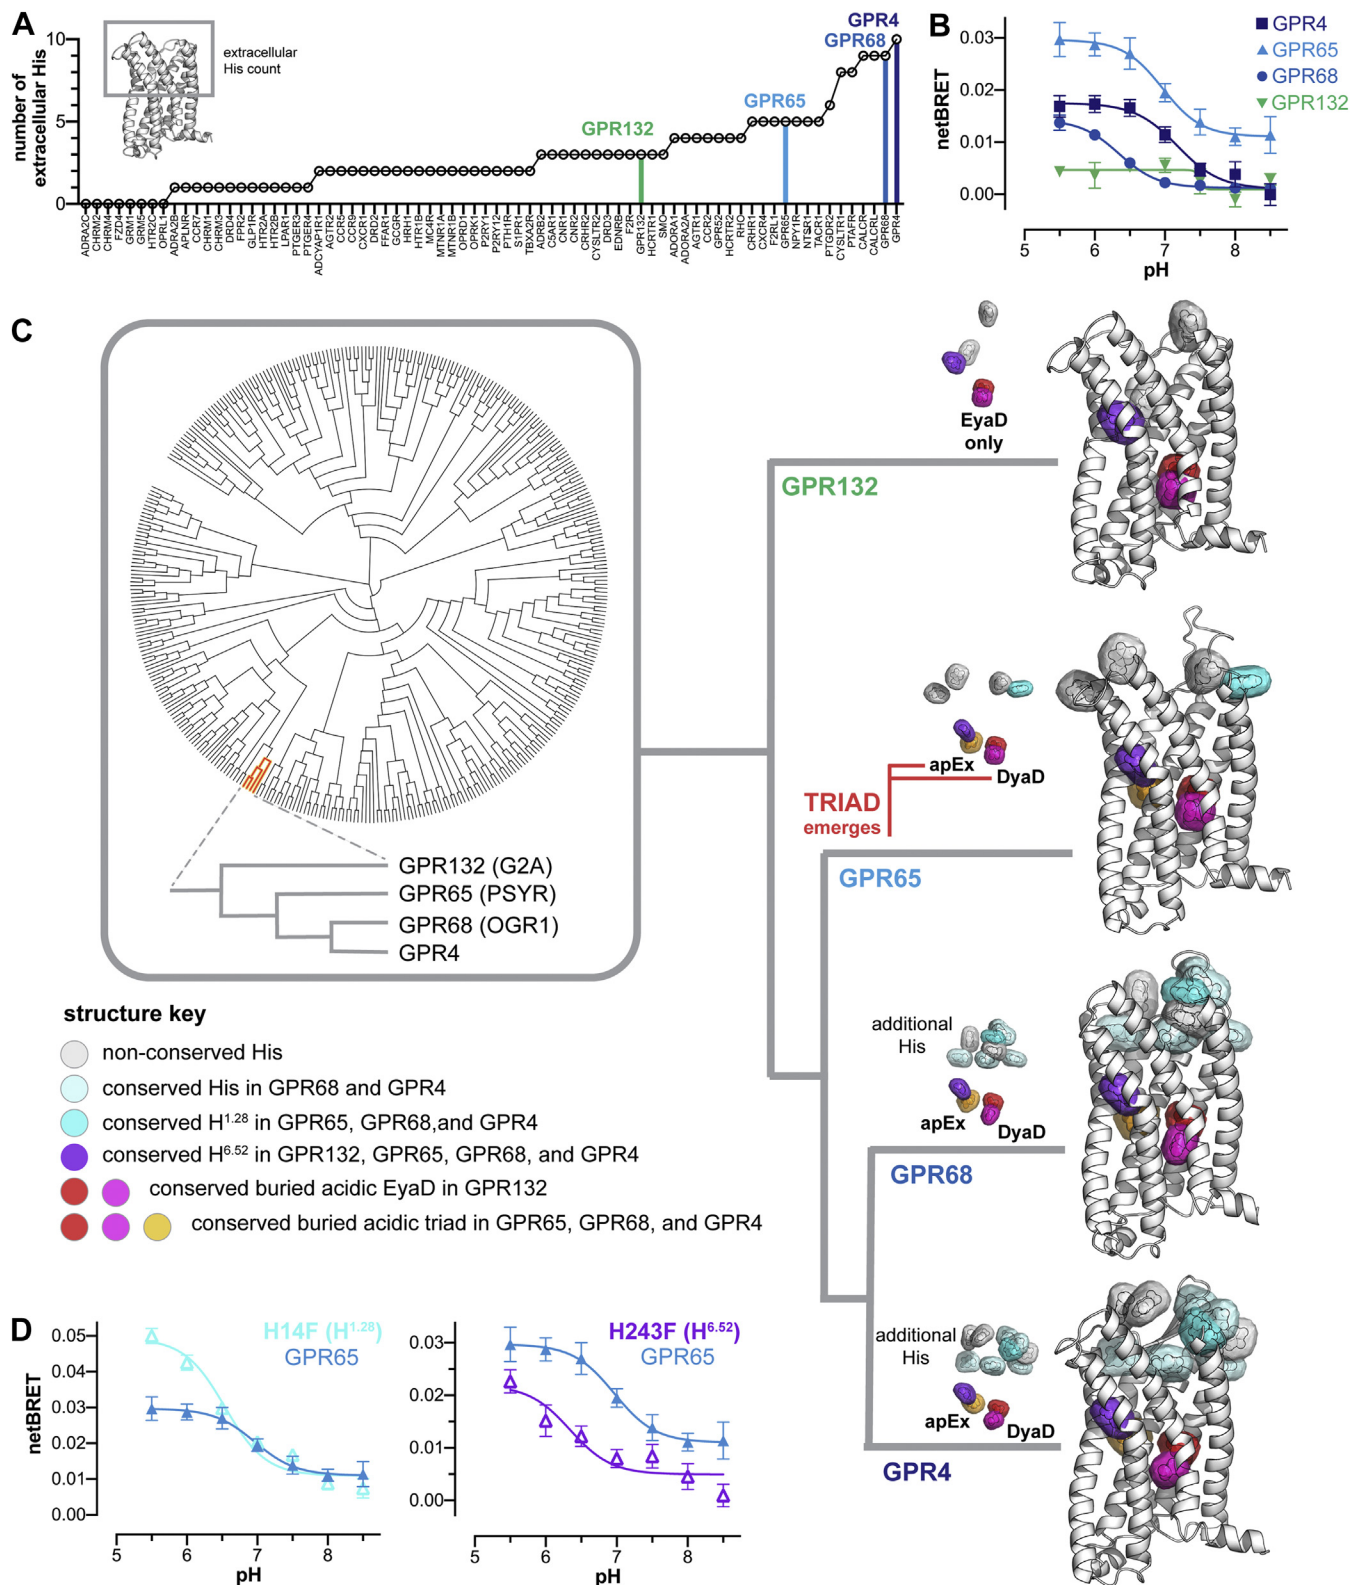 A
number of
extracellular His
10
5
0
extracellular
His count
GPR132
GPR65
GPR68
GPR4
ADRA2C
CHRM2
CHRM4
FZD4
GRM1
GRM5
HTR2C
OPRL1
ADRA2B
APLNR
CCR7
CHRM1
CHRM3
DRD4
FPR2
GLP1R
HTR2A
HTR2B
LPAR1
PTGER3
PTGER4
ADCYAP1R1
AGTR2
CCR5
CCR9
CXCR1
DRD2
FFAR1
GCGR
HRH1
HTR1B
MC4R
MTNR1A
MTNR1B
OPRD1
OPRK1
P2RY1
P2RY12
PTH1R
S1PR1
TBXA2R
ADRB2
C5AR1
CNR1
CNR2
CRHR2
CYSLTR2
DRD3
EDNRB
F2R
GPR132
HCRTR1
SMO
ADORA1
ADORA2A
AGTR1
CCR2
GPR52
HCRTR2
RHO
CRHR1
CXCR4
F2RL1
GPR65
NPY1R
NTSR1
TACR1
PTGDR2
CYSLTR1
PTAFR
CALCR
CALCRL
GPR68
GPR4
B
netBRET
0.03
0.02
0.01
0.00
5
6
7
8
pH
GPR4
GPR65
GPR68
GPR132
C
GPR132 (G2A)
GPR65 (PSYR)
GPR68 (OGR1)
GPR4
EyaD
only
GPR132
apEx
DyaD
TRIAD
emerges
GPR65
additional
His
apEx
DyaD
GPR68
additional
His
apEx
DyaD
GPR4
structure key
non-conserved His
conserved His in GPR68 and GPR4
conserved H1.28 in GPR65, GPR68,and GPR4
conserved H6.52 in GPR132, GPR65, GPR68, and GPR4
conserved buried acidic EyaD in GPR132
conserved buried acidic triad in GPR65, GPR68, and GPR4
D
netBRET
0.05
0.04
0.03
0.02
0.01
0.00
H14F (H1.28)
GPR65
5
6
7
8
pH
0.03
0.02
0.01
0.00
H243F (H6.52)
GPR65
5
6
7
8
pH